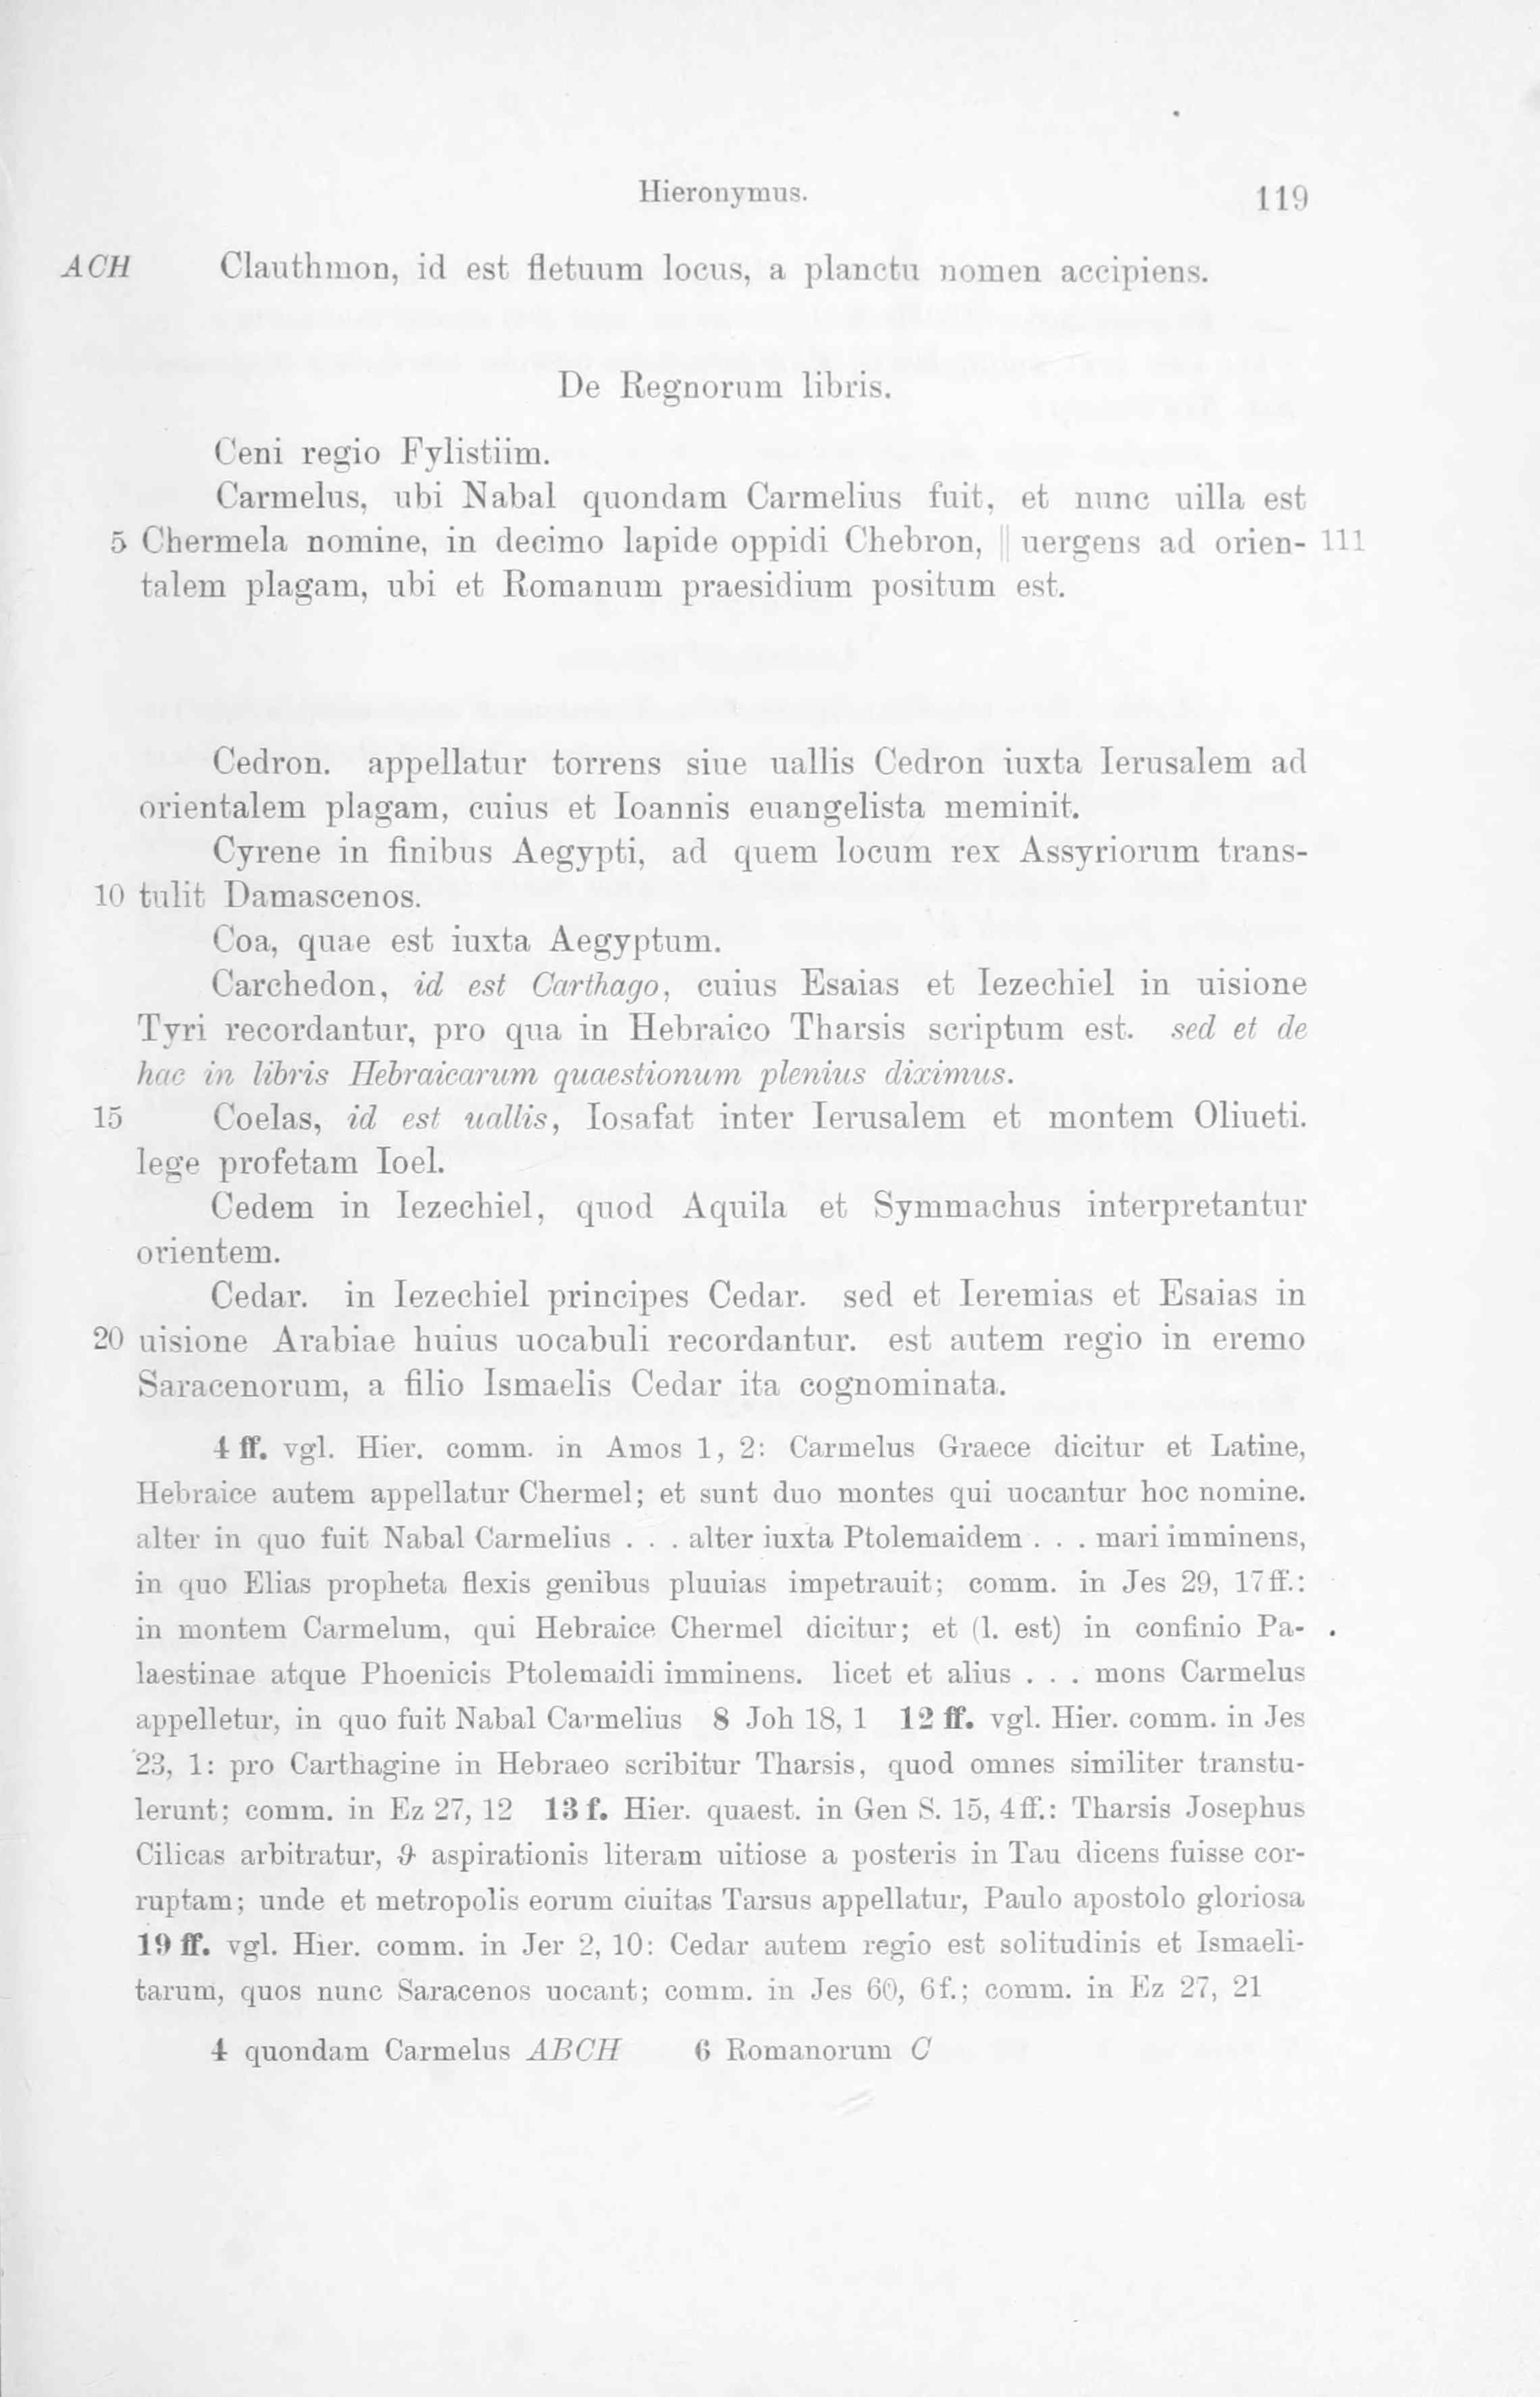 Hieronymus. 119
ACH Clauthmon, id est fletuum locus, a planctu nomen accipiens.
De Regnorum libris.
Ceni regio Fylistiim.
Carmelus, ubi Nabal quondam Carmelius fuit, et nunc uilla est
5 Chermela nomine, in decimo lapide oppidi Chebron, || uergens ad orien- 111
talem plagam, ubi et Romanum praesidium positum est.
Cedron. appellatur torrens siue uallis Cedron iuxta Ierusalem ad
orientalem plagam, cuius et Ioannis euangelista meminit.
Cyrene in finibus Aegypti, ad quem locum rex Assyriorum trans-
10 tulit Damascenos.
Coa, quae est iuxta Aegyptum.
Carchedon, id est Carthago, cuius Esaias et Iezechiel in uisione
Tyri recordantur, pro qua in Hebraico Tharsis scriptum est. sed et de
hac in libris Hebraicarum quaestionum plenius diximus.
15 Coelas, id est uallis, Iosafat inter Ierusalem et montem Oliueti.
lege profetam Ioel.
Cedem in Iezechiel, quod Aquila et Symmachus interpretantur
orientem.
Cedar. in Iezechiel principes Cedar. sed et Ieremias et Esaias in
20 uisione Arabiae huius uocabuli recordantur. est autem regio in eremo
Saracenorum, a filio Ismaelis Cedar ita cognominata.
4 ff. vgl. Hier. comm. in Amos 1, 2: Carmelus Graece dicitur et Latine,
Hebraice autem appellatur Chermel; et sunt duo montes qui uocantur hoc nomine.
alter in quo fuit Nabal Carmelius . . . alter iuxta Ptolemaidem . . . mari imminens,
in quo Elias propheta flexis genibus pluuias impetrauit; comm. in Jes 29, 17 ff.:
in montem Carmelum, qui Hebraice Chermel dicitur; et (l. est) in confinio Pa-
laestinae atque Phoenicis Ptolemaidi imminens. licet et alius . . . mons Carmelus
appelletur, in quo fuit Nabal Carmelius 8 Joh 18, 1 12 ff. vgl. Hier. comm. in Jes
23, 1: pro Carthagine in Hebraeo scribitur Tharsis, quod omnes similiter transtu-
lerunt; comm. in Ez 27, 12 13 f. Hier. quaest. in Gen S. 15, 4 ff.: Tharsis Josephus
Cilicas arbitratur, ϑ aspirationis literam uitiose a posteris in Tau dicens fuisse cor-
ruptam; unde et metropolis eorum ciuitas Tarsus appellatur, Paulo apostolo gloriosa
19 ff. vgl. Hier. comm. in Jer 2, 10: Cedar autem regio est solitudinis et Ismaeli-
tarum, quos nunc Saracenos uocant; comm. in Jes 60, 6 f.; comm. in Ez 27, 21
4 quondam Carmelus ABCH 6 Romanorum C